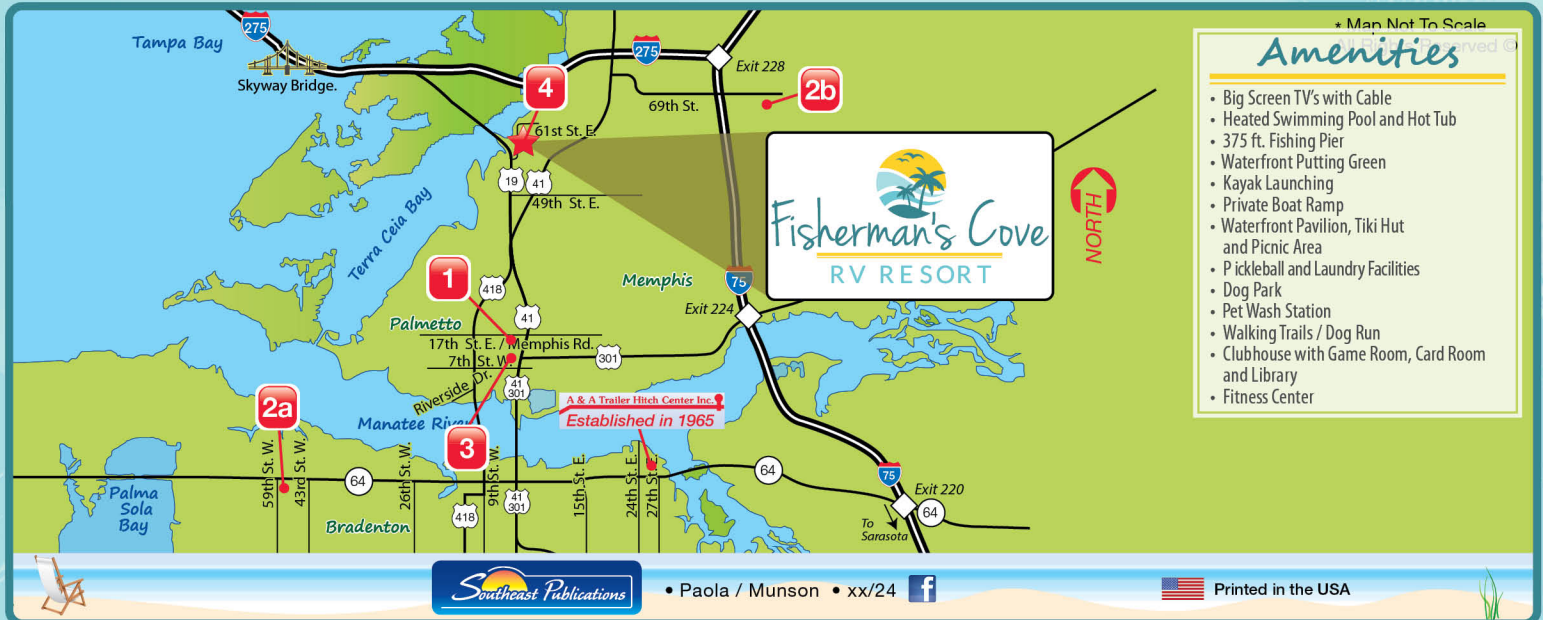 * Map Not To Scale
All Rights Reserved ©
Tampa Bay
275
Skyway Bridge.
275
Exit 228
4
69th St.
2b
61st St. E.
19
41
49th St. E.
Terra Ceia Bay
Fisherman's Cove
RV RESORT
NORTH
Memphis
75
Exit 224
1
418
41
Palmetto
17th St. E. / Memphis Rd.
7th St. W.
301
Riverside Dr.
41
301
A & A Trailer Hitch Center Inc.
Established in 1965
Manatee River
2a
3
59th St. W.
43rd St. W.
64
26th St. W.
9th St. W.
15th St. E.
24th St. E.
27th St. E.
64
75
Exit 220
64
To
Sarasota
Palma
Sola
Bay
Bradenton
418
41
301
Amenities
• Big Screen TV's with Cable
• Heated Swimming Pool and Hot Tub
• 375 ft. Fishing Pier
• Waterfront Putting Green
• Kayak Launching
• Private Boat Ramp
• Waterfront Pavilion, Tiki Hut
and Picnic Area
• P ickleball and Laundry Facilities
• Dog Park
• Pet Wash Station
• Walking Trails / Dog Run
• Clubhouse with Game Room, Card Room
and Library
• Fitness Center
Southeast Publications
• Paola / Munson • xx/24
f
Printed in the USA